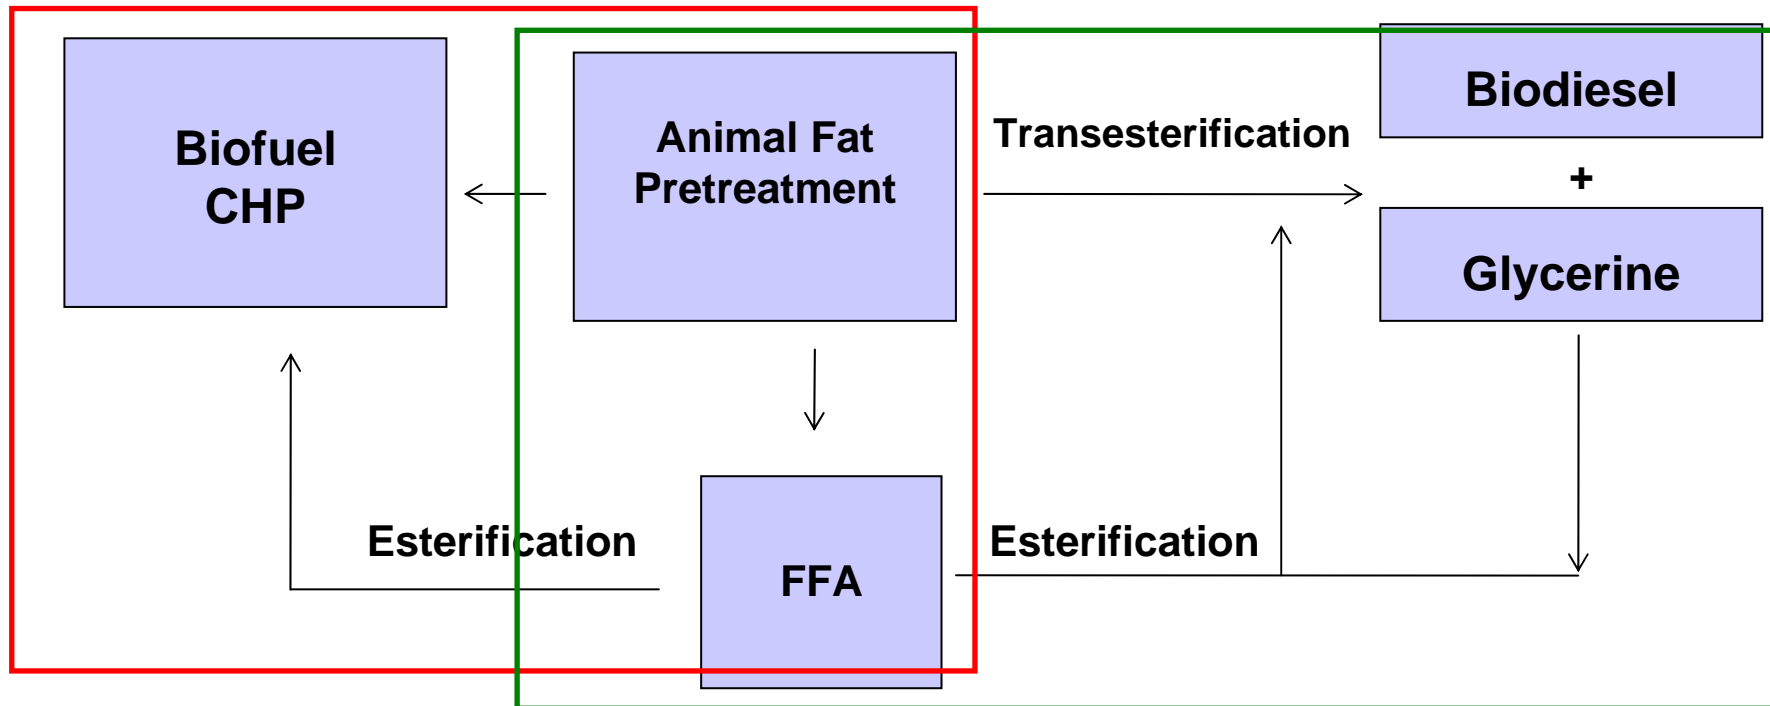 Biofuel
CHP
Animal Fat
Pretreatment
Transesterification
Biodiesel
+
Glycerine
Esterification
FFA
Esterification